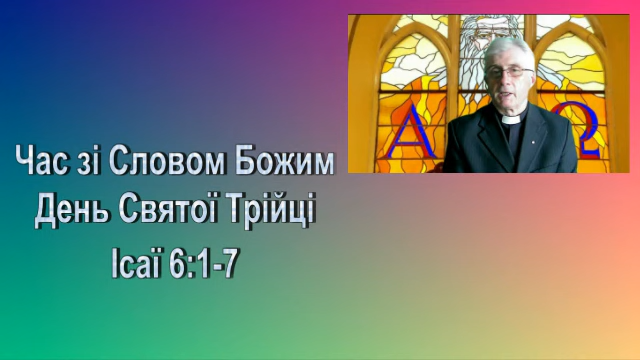 Час зі Словом Божим
День Святої Трійці
Ісаї 6:1-7
Α Ω